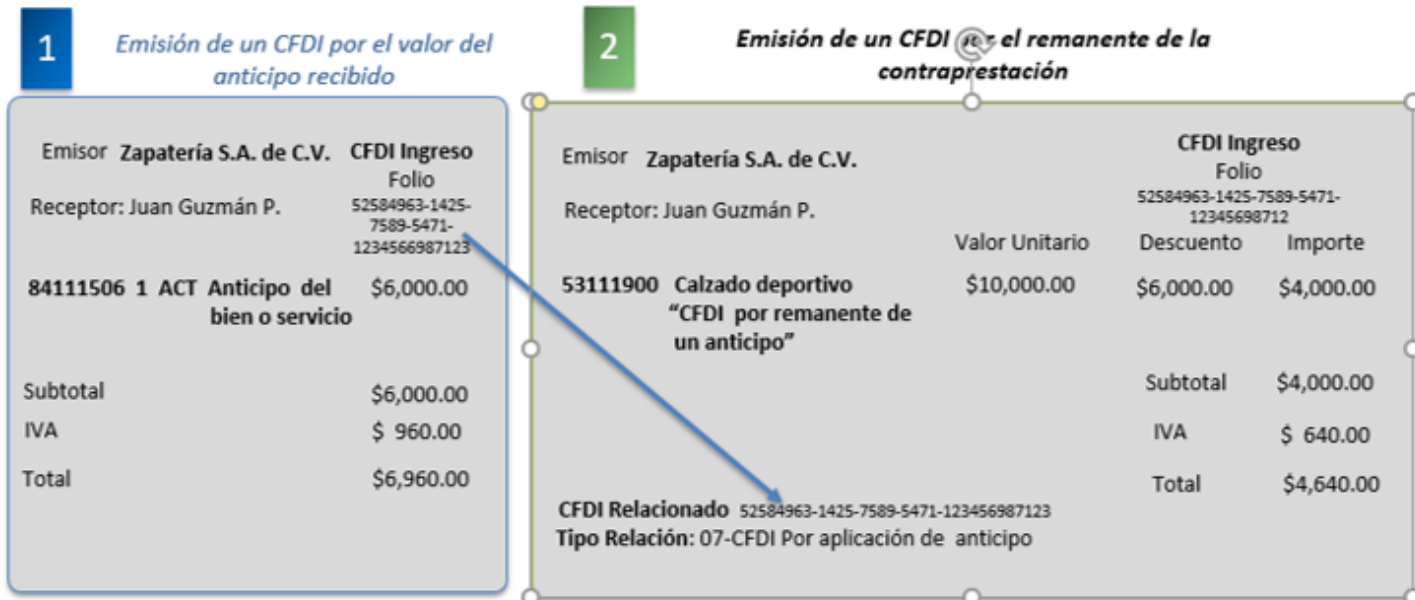 1
Emisión de un CFDI por el valor del
anticipo recibido
Emisor Zapatería S.A. de C.V. CFDI Ingreso
Folio
Receptor: Juan Guzmán P. 52584963-1425-
7589-5471-
1234566987123
84111506 1 ACT Anticipo del $6,000.00
bien o servicio
Subtotal $6,000.00
IVA $ 960.00
Total $6,960.00
2
Emisión de un CFDI el remanente de la
contraprestación
Emisor Zapatería S.A. de C.V. CFDI Ingreso
Folio
52584963-1425-7589-5471-
12345698712
Receptor: Juan Guzmán P.
Valor Unitario Descuento Importe
53111900 Calzado deportivo $10,000.00 $6,000.00 $4,000.00
“CFDI por remanente de
un anticipo”
Subtotal $4,000.00
IVA $ 640.00
Total $4,640.00
CFDI Relacionado 52584963-1425-7589-5471-123456987123
Tipo Relación: 07-CFDI Por aplicación de anticipo